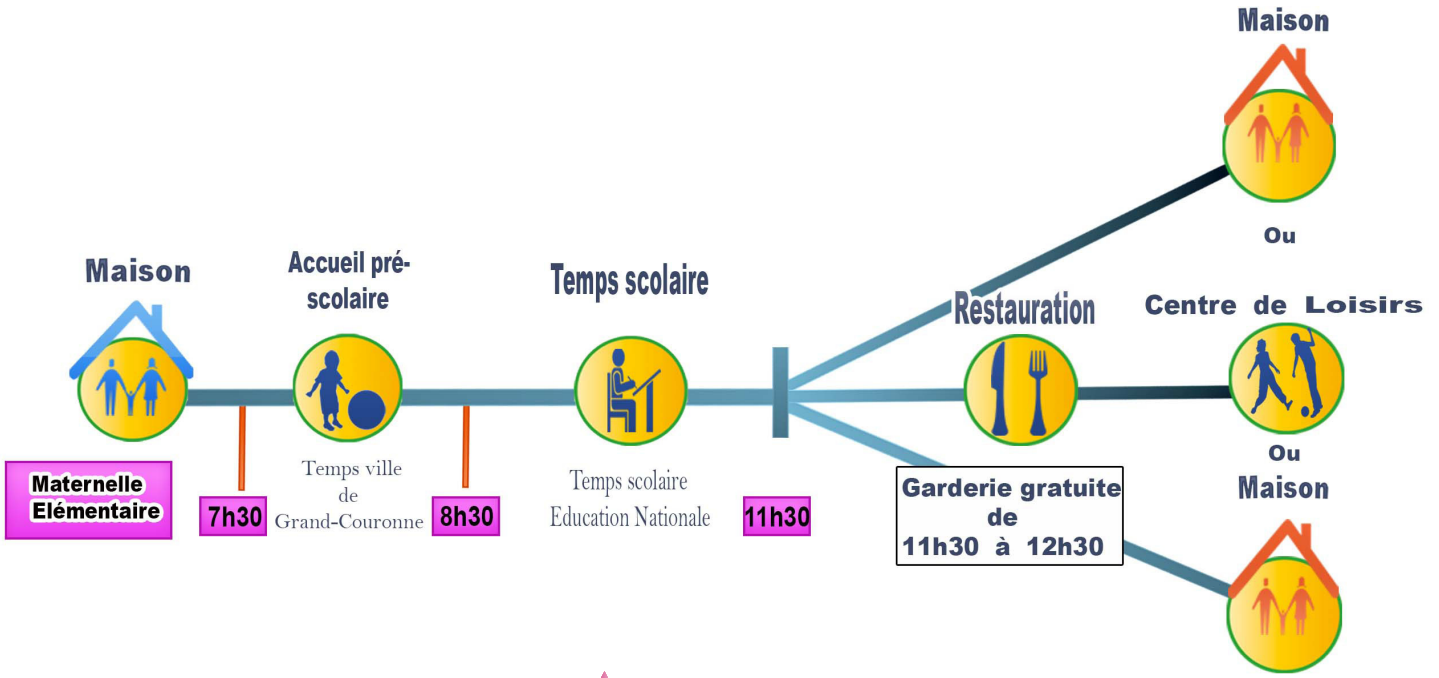 Maison
Accueil pré-
scolaire
Temps scolaire
Maison
Ou
Restauration
Centre de Loisirs
Ou
Maison
Maternelle
Elémentaire
7h30
Temps ville
de
Grand-Couronne
8h30
Temps scolaire
Education Nationale
11h30
Garderie gratuite
de
11h30 à 12h30